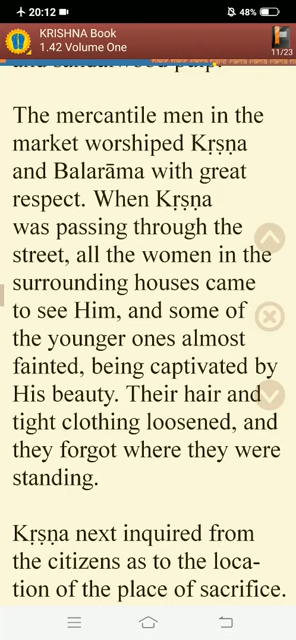 20:12
48%
KRISHNA Book
1.42 Volume One
11/23
and sandalwood pulp.
The mercantile men in the
market worshiped Kṛṣṇa
and Balarāma with great
respect. When Kṛṣṇa
was passing through the
street, all the women in the
surrounding houses came
to see Him, and some of
the younger ones almost
fainted, being captivated by
His beauty. Their hair and
tight clothing loosened, and
they forgot where they were
standing.
Kṛṣṇa next inquired from
the citizens as to the loca-
tion of the place of sacrifice.